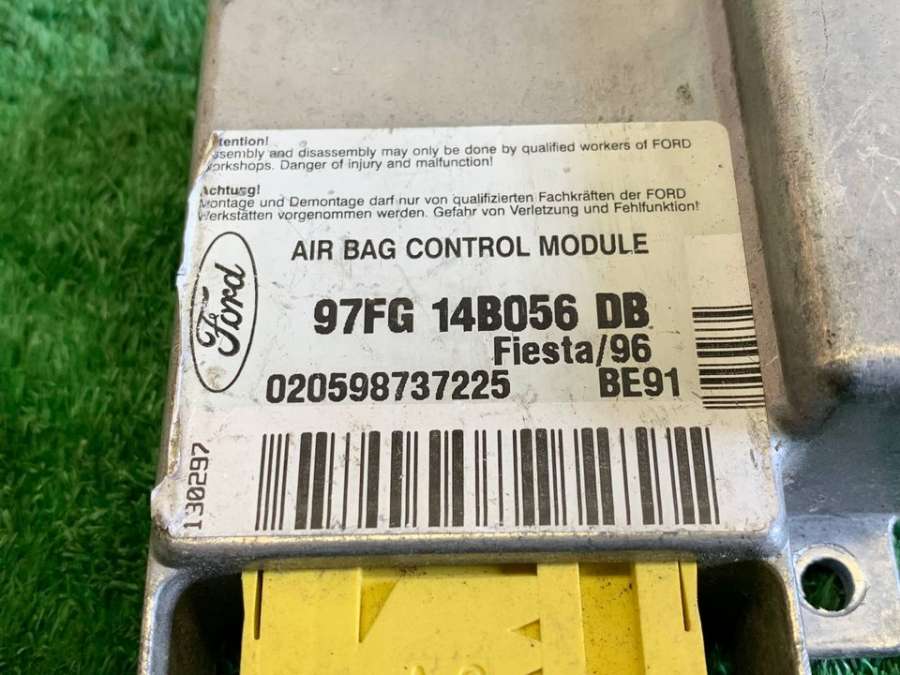 tention!
ssembly and disassembly may only be done by qualified workers of FORD
orkshops. Danger of injury and malfunction!
Achtung!
Montage und Demontage darf nur von qualifizierten Fachkräften der FORD
Werkstätten vorgenommen werden. Gefahr von Verletzung und Fehlfunktion!
AIR BAG CONTROL MODULE
Ford
97FG 14B056 DB
Fiesta/96
020598737225 BE91
130297